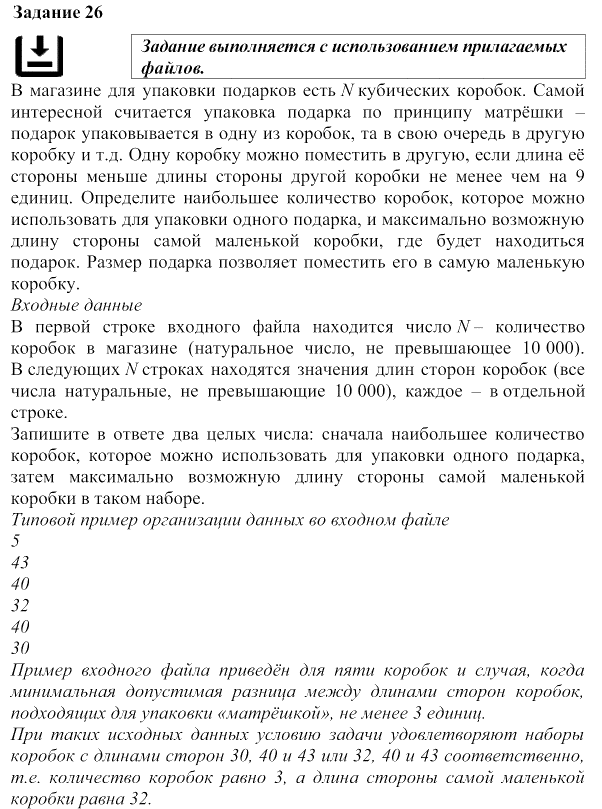 Задание 26
Задание выполняется с использованием прилагаемых
файлов.
В магазине для упаковки подарков есть N кубических коробок. Самой
интересной считается упаковка подарка по принципу матрёшки –
подарок упаковывается в одну из коробок, та в свою очередь в другую
коробку и т.д. Одну коробку можно поместить в другую, если длина её
стороны меньше длины стороны другой коробки не менее чем на 9
единиц. Определите наибольшее количество коробок, которое можно
использовать для упаковки одного подарка, и максимально возможную
длину стороны самой маленькой коробки, где будет находиться
подарок. Размер подарка позволяет поместить его в самую маленькую
коробку.
Входные данные
В первой строке входного файла находится число N – количество
коробок в магазине (натуральное число, не превышающее 10 000).
В следующих N строках находятся значения длин сторон коробок (все
числа натуральные, не превышающие 10 000), каждое – в отдельной
строке.
Запишите в ответе два целых числа: сначала наибольшее количество
коробок, которое можно использовать для упаковки одного подарка,
затем максимально возможную длину стороны самой маленькой
коробки в таком наборе.
Типовой пример организации данных во входном файле
5
43
40
32
40
30
Пример входного файла приведён для пяти коробок и случая, когда
минимальная допустимая разница между длинами сторон коробок,
подходящих для упаковки «матрёшкой», не менее 3 единиц.
При таких исходных данных условию задачи удовлетворяют наборы
коробок с длинами сторон 30, 40 и 43 или 32, 40 и 43 соответственно,
т.е. количество коробок равно 3, а длина стороны самой маленькой
коробки равна 32.